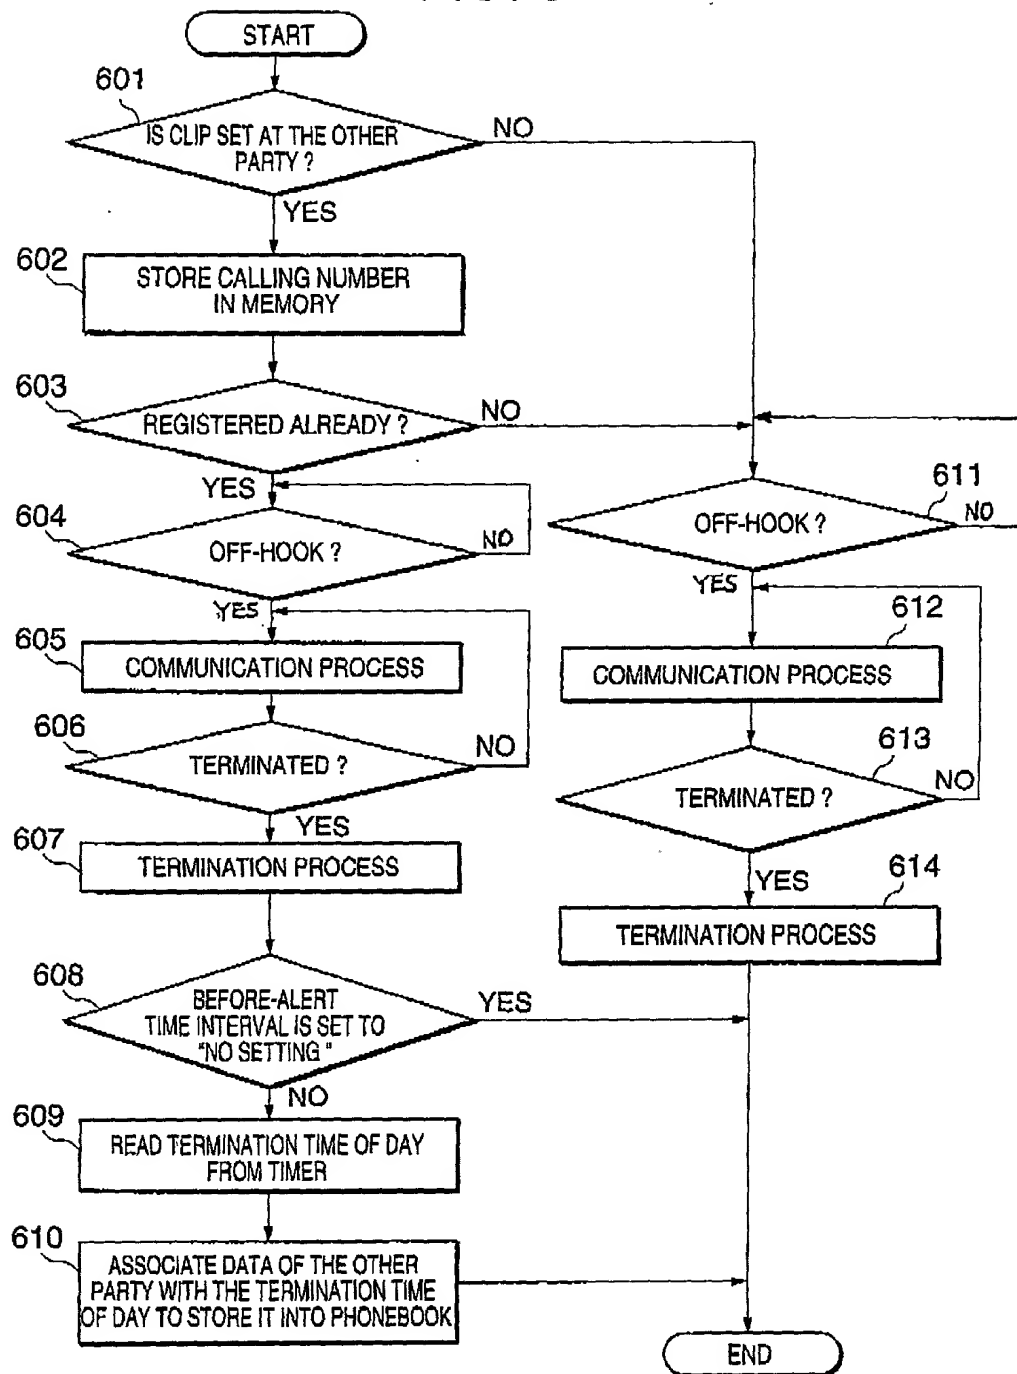 START
601
IS CLIP SET AT THE OTHER
PARTY ?
NO
YES
602
STORE CALLING NUMBER
IN MEMORY
603
REGISTERED ALREADY ?
NO
YES
604
OFF-HOOK ?
NO
YES
605
COMMUNICATION PROCESS
606
TERMINATED ?
NO
YES
607
TERMINATION PROCESS
608
BEFORE-ALERT
TIME INTERVAL IS SET TO
"NO SETTING"
YES
NO
609
READ TERMINATION TIME OF DAY
FROM TIMER
610
ASSOCIATE DATA OF THE OTHER
PARTY WITH THE TERMINATION TIME
OF DAY TO STORE IT INTO PHONEBOOK
611
OFF-HOOK ?
NO
YES
612
COMMUNICATION PROCESS
613
TERMINATED ?
NO
YES
614
TERMINATION PROCESS
END